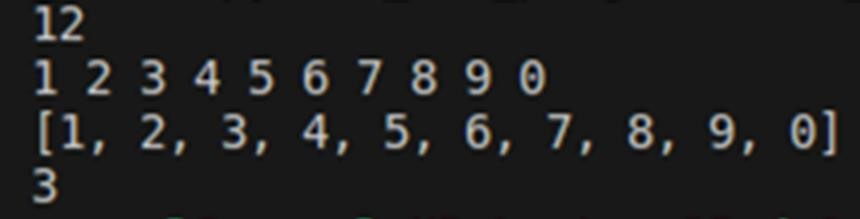 12
1 2 3 4 5 6 7 8 9 0
[1, 2, 3, 4, 5, 6, 7, 8, 9, 0]
3